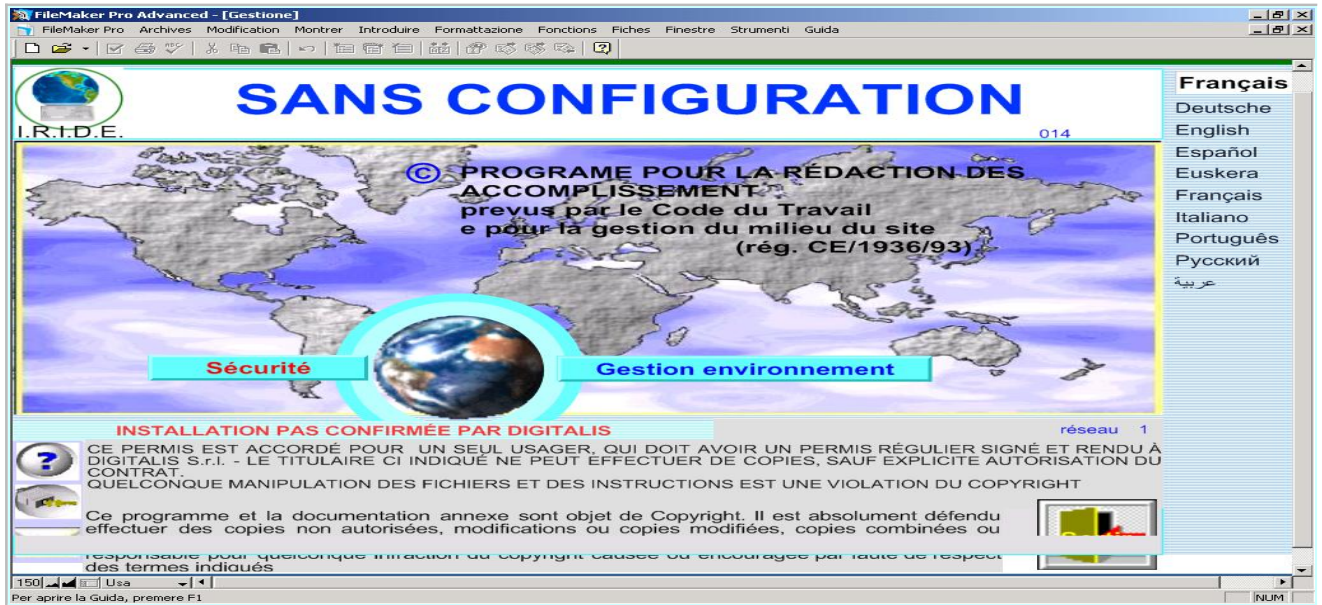 FileMaker Pro Advanced - [Gestione]
FileMaker Pro Archives Modification Montrer Introduire Formattazione Fonctions Fiches Finestre Strumenti Guida
SANS CONFIGURATION
I.R.I.D.E.
014
Français
Deutsche
English
Español
Euskera
Français
Italiano
Português
Русский
عربية
© PROGRAME POUR LA RÉDACTION DES
ACCOMPLISSEMENT
prevus par le Code du Travail
e pour la gestion du milieu du site
(rég. CE/1936/93)
Sécurité
Gestion environnement
INSTALLATION PAS CONFIRMÉE PAR DIGITALIS
réseau 1
CE PERMIS EST ACCORDÉ POUR UN SEUL USAGER, QUI DOIT AVOIR UN PERMIS RÉGULIER SIGNÉ ET RENDU À
DIGITALIS S.r.l. - LE TITULAIRE CI INDIQUÉ NE PEUT EFFECTUER DE COPIES, SAUF EXPLICITE AUTORISATION DU
CONTRAT.
QUELCONQUE MANIPULATION DES FICHIERS ET DES INSTRUCTIONS EST UNE VIOLATION DU COPYRIGHT
Ce programme et la documentation annexe sont objet de Copyright. Il est absolument défendu
effectuer des copies non autorisées, modifications ou copies modifiées, copies combinées ou
responsable pour quelconque infraction du copyright causée ou encouragée par faute de respect
des termes indiqués
150 Usa
Per aprire la Guida, premere F1
NUM